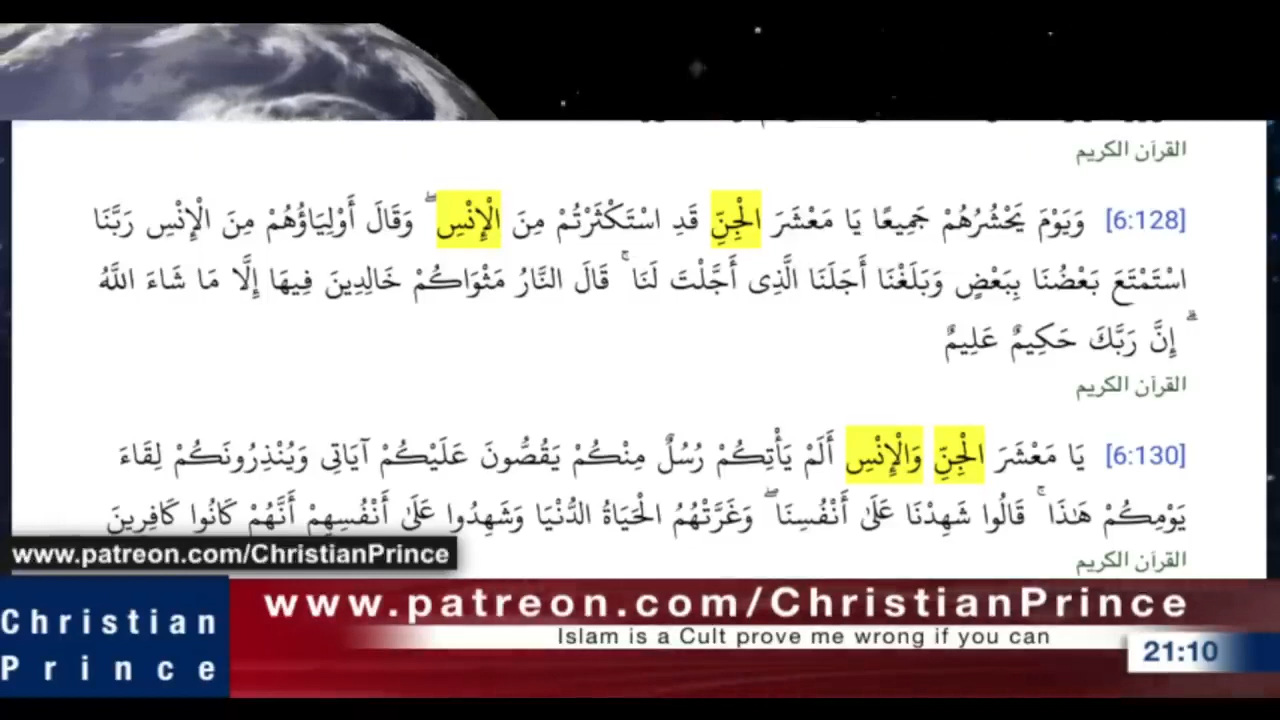 القرآن الكريم
[6:128] وَيَوْمَ يَحْشُرُهُمْ جَمِيعًا يَا مَعْشَرَ الْجِنِّ قَدِ اسْتَكْثَرْتُمْ مِنَ الْإِنْسِ ۖ وَقَالَ أَوْلِيَاؤُهُمْ مِنَ الْإِنْسِ رَبَّنَا
اسْتَمْتَعَ بَعْضُنَا بِبَعْضٍ وَبَلَغْنَا أَجَلَنَا الَّذِي أَجَّلْتَ لَنَا ۚ قَالَ النَّارُ مَثْوَاكُمْ خَالِدِينَ فِيهَا إِلَّا مَا شَاءَ اللَّهُ
ۗ إِنَّ رَبَّكَ حَكِيمٌ عَلِيمٌ
القرآن الكريم
[6:130] يَا مَعْشَرَ الْجِنِّ وَالْإِنْسِ أَلَمْ يَأْتِكُمْ رُسُلٌ مِنْكُمْ يَقُصُّونَ عَلَيْكُمْ آيَاتِي وَيُنْذِرُونَكُمْ لِقَاءَ
يَوْمِكُمْ هَٰذَا ۚ قَالُوا شَهِدْنَا عَلَىٰ أَنْفُسِنَا ۖ وَغَرَّتْهُمُ الْحَيَاةُ الدُّنْيَا وَشَهِدُوا عَلَىٰ أَنْفُسِهِمْ أَنَّهُمْ كَانُوا كَافِرِينَ
www.patreon.com/ChristianPrince
القرآن الكريم
www.patreon.com/ChristianPrince
Islam is a Cult prove me wrong if you can
Christian
Prince
21:10